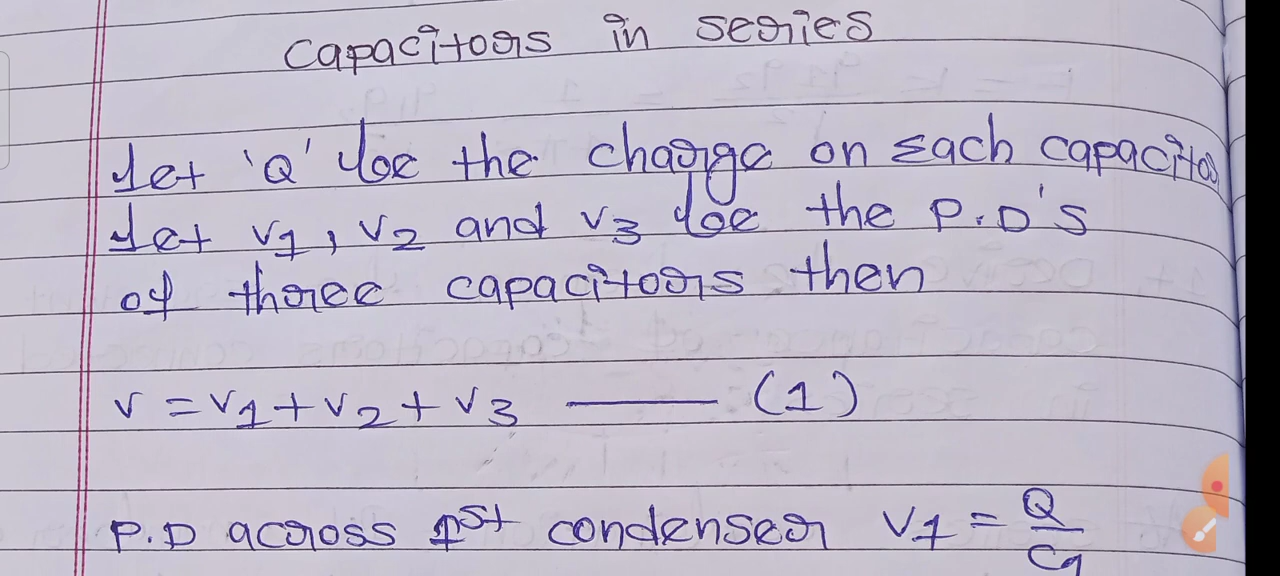 Capacitors in series
Let 'Q' be the charge on Each capacitor
Let V1, V2 and V3 be the P.D's
of three capacitors then
V = V1 + V2 + V3 —— (1)
P.D across 1st condenser V1 = Q/C1